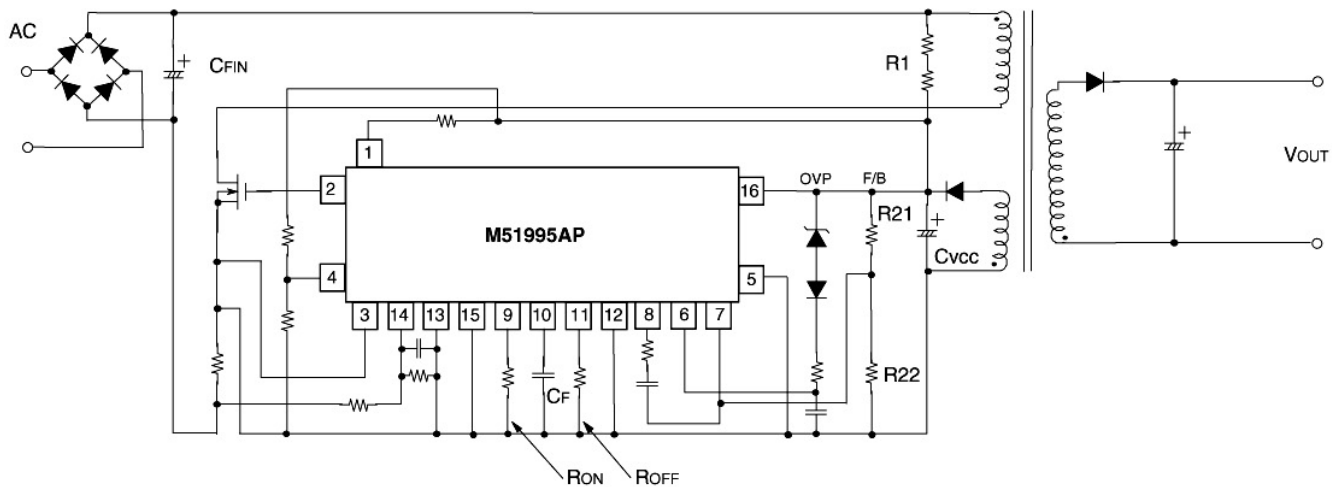 AC
CFIN
R1
1
2
16
OVP
F/B
R21
VOUT
M51995AP
CVCC
4
5
3
14
13
15
9
10
11
12
8
6
7
CF
R22
RON
ROFF